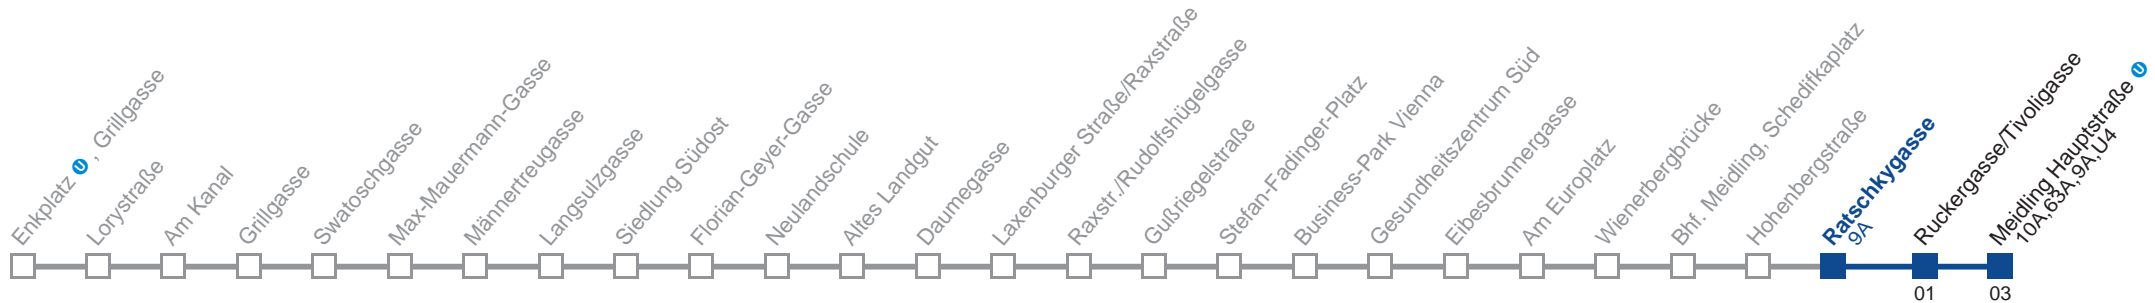 Enkplatz U , Grillgasse
Lorystraße
Am Kanal
Grillgasse
Swatoschgasse
Max-Mauermann-Gasse
Männertreugasse
Langsulzgasse
Siedlung Südost
Florian-Geyer-Gasse
Neulandschule
Altes Landgut
Daumegasse
Laxenburger Straße/Raxstraße
Raxstr./Rudolfshügelgasse
Gußriegelstraße
Stefan-Fadinger-Platz
Business-Park Vienna
Gesundheitszentrum Süd
Eibesbrunnergasse
Am Europlatz
Wienerbergbrücke
Bhf. Meidling, Schedifkaplatz
Hohenbergstraße
Ratschkygasse
9A
Ruckergasse/Tivoligasse
Meidling Hauptstraße U
10A,63A,9A,U4
01
03